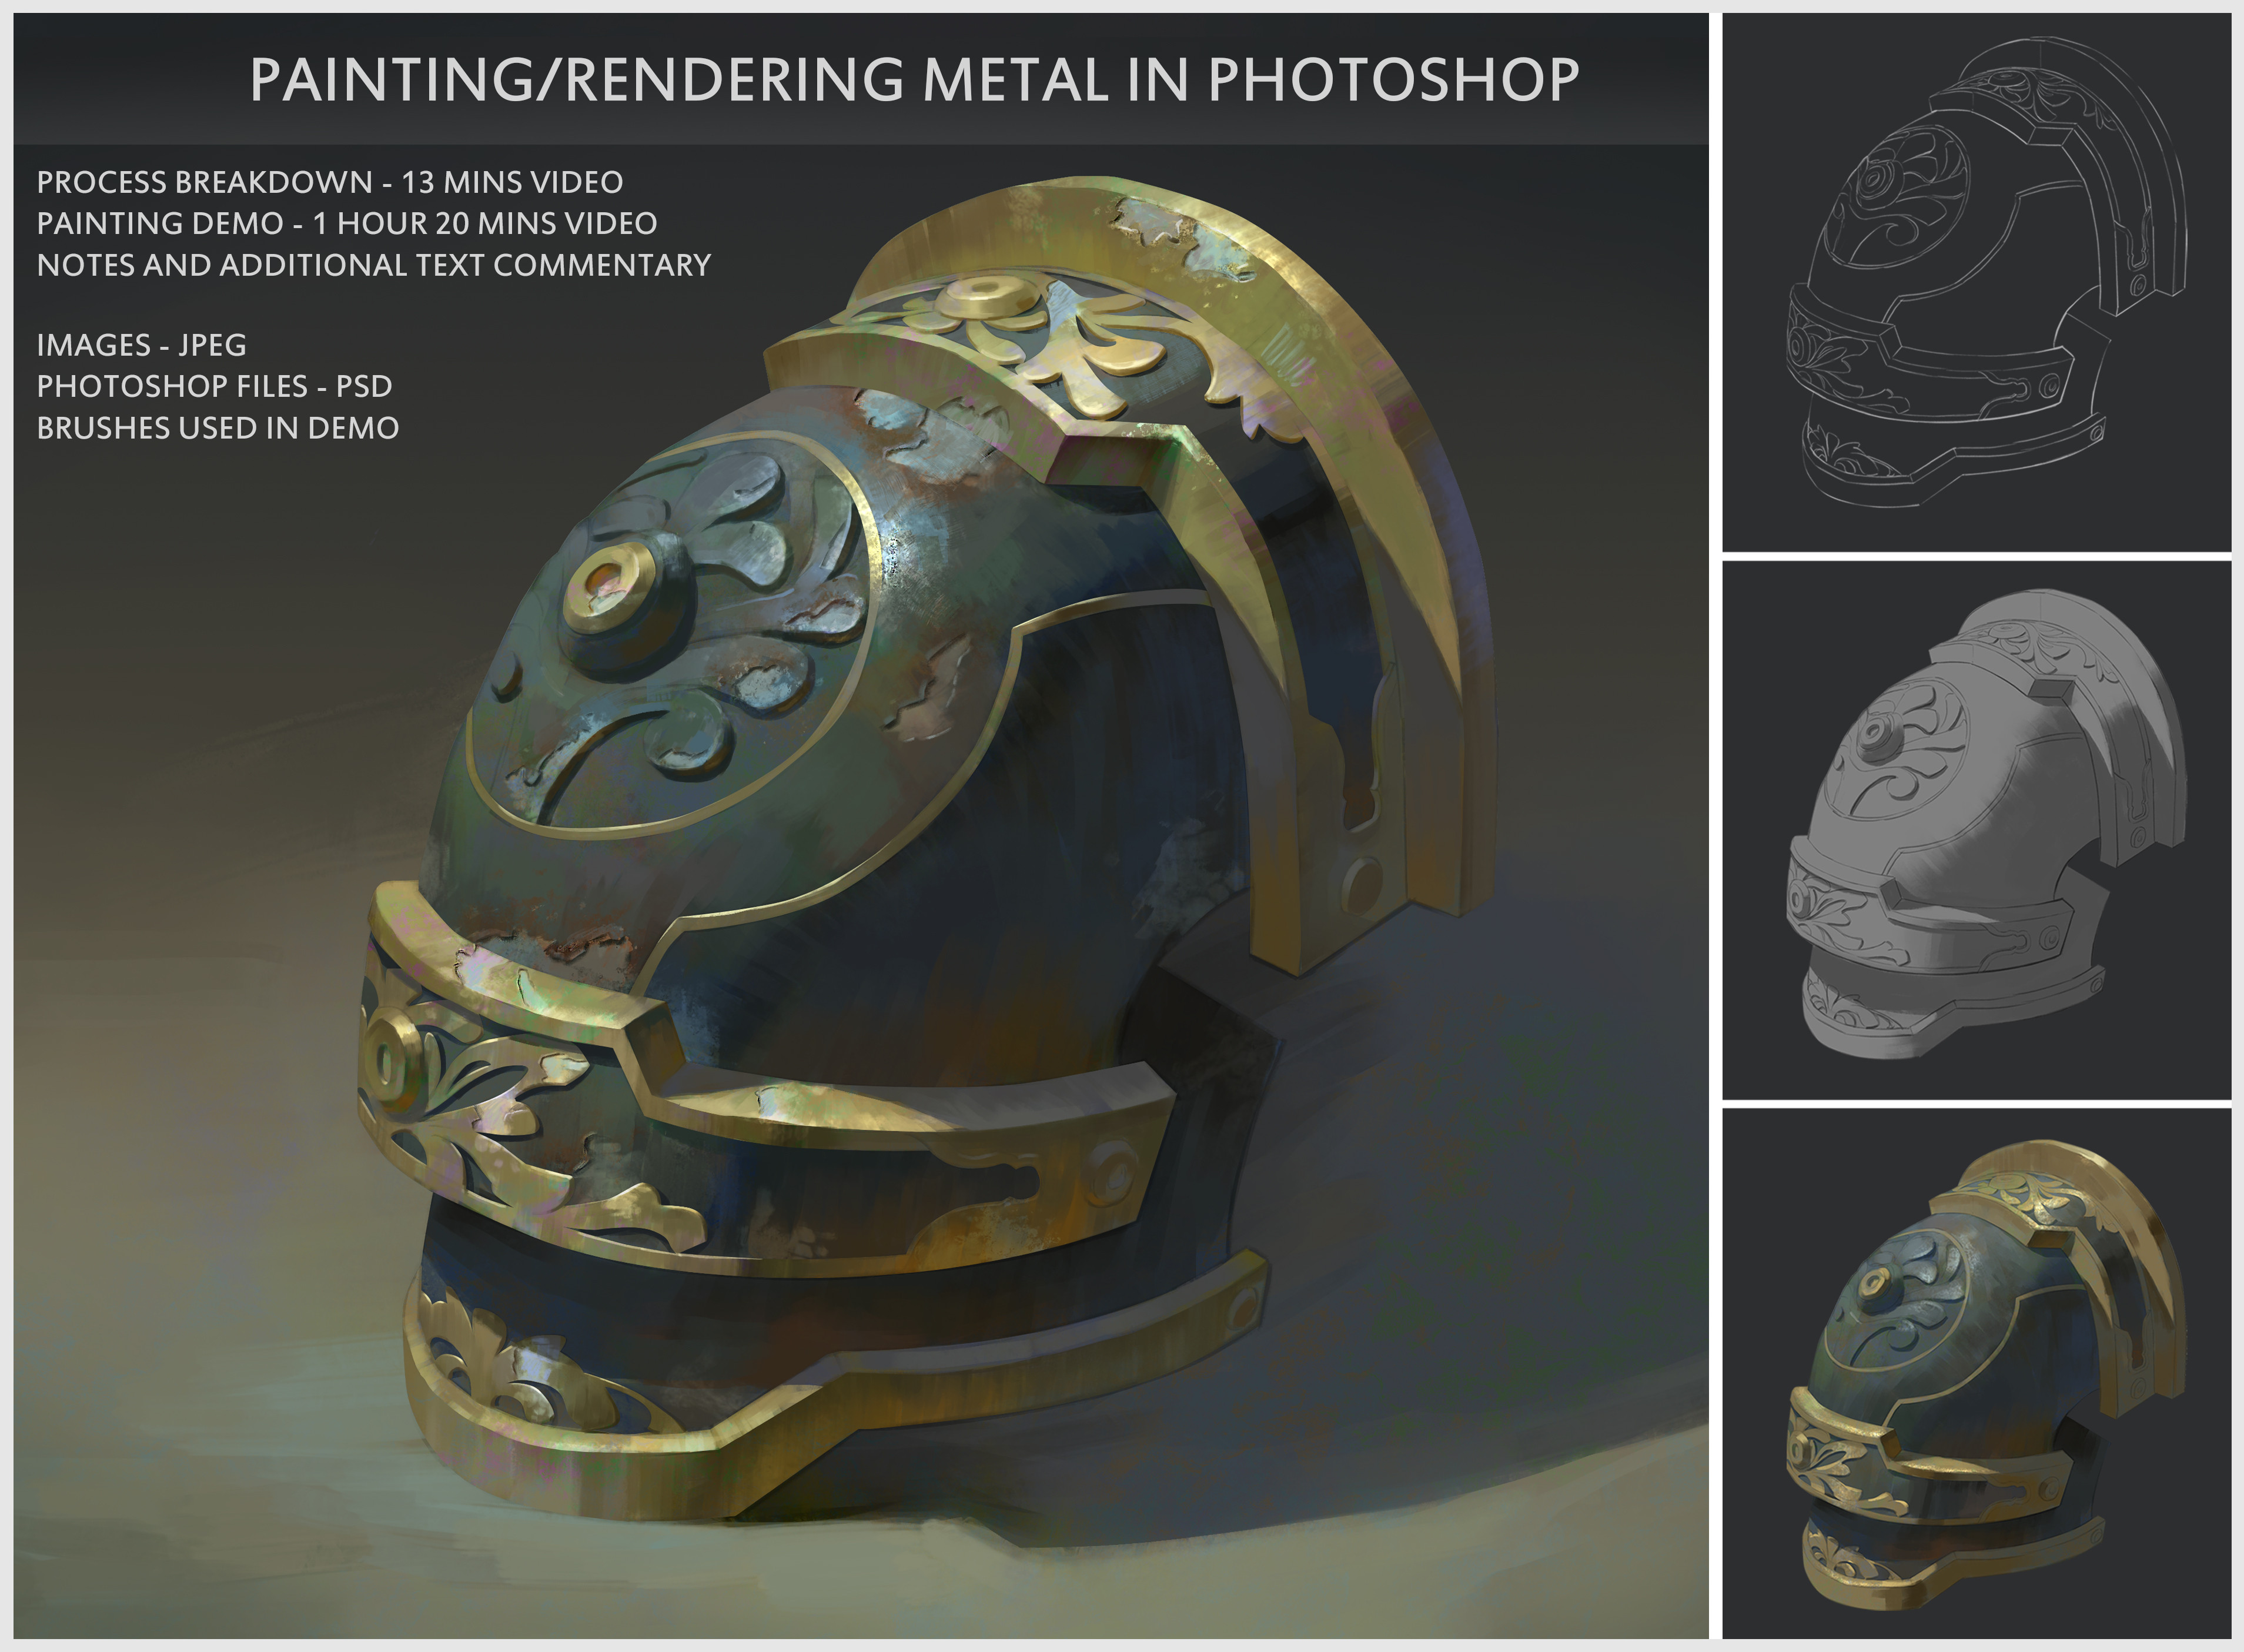 PAINTING/RENDERING METAL IN PHOTOSHOP
PROCESS BREAKDOWN - 13 MINS VIDEO
PAINTING DEMO - 1 HOUR 20 MINS VIDEO
NOTES AND ADDITIONAL TEXT COMMENTARY
IMAGES - JPEG
PHOTOSHOP FILES - PSD
BRUSHES USED IN DEMO